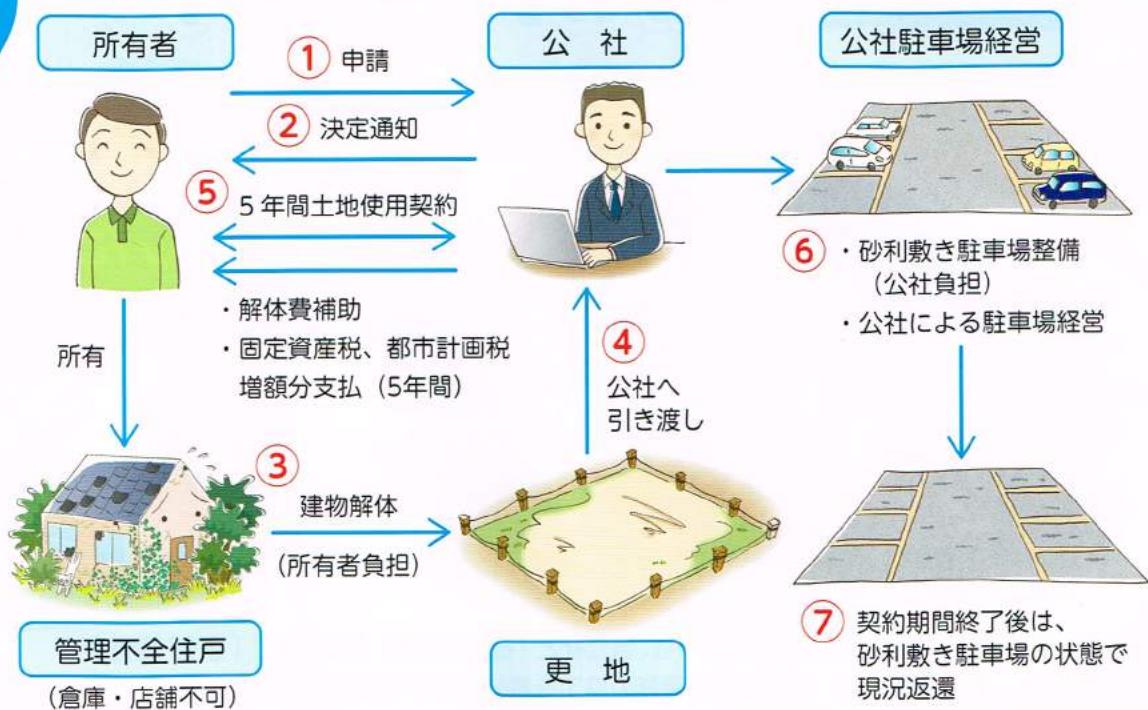 所有者
① 申請
② 決定通知
⑤ 5年間土地使用契約
・解体費補助
・固定資産税、都市計画税
増額分支払（5年間）
所有
公 社
公社駐車場経営
⑥ ・砂利敷き駐車場整備
（公社負担）
・公社による駐車場経営
④
公社へ
引き渡し
③
建物解体
（所有者負担）
管理不全住戸
（倉庫・店舗不可）
更 地
⑦ 契約期間終了後は、
砂利敷き駐車場の状態で
現況返還